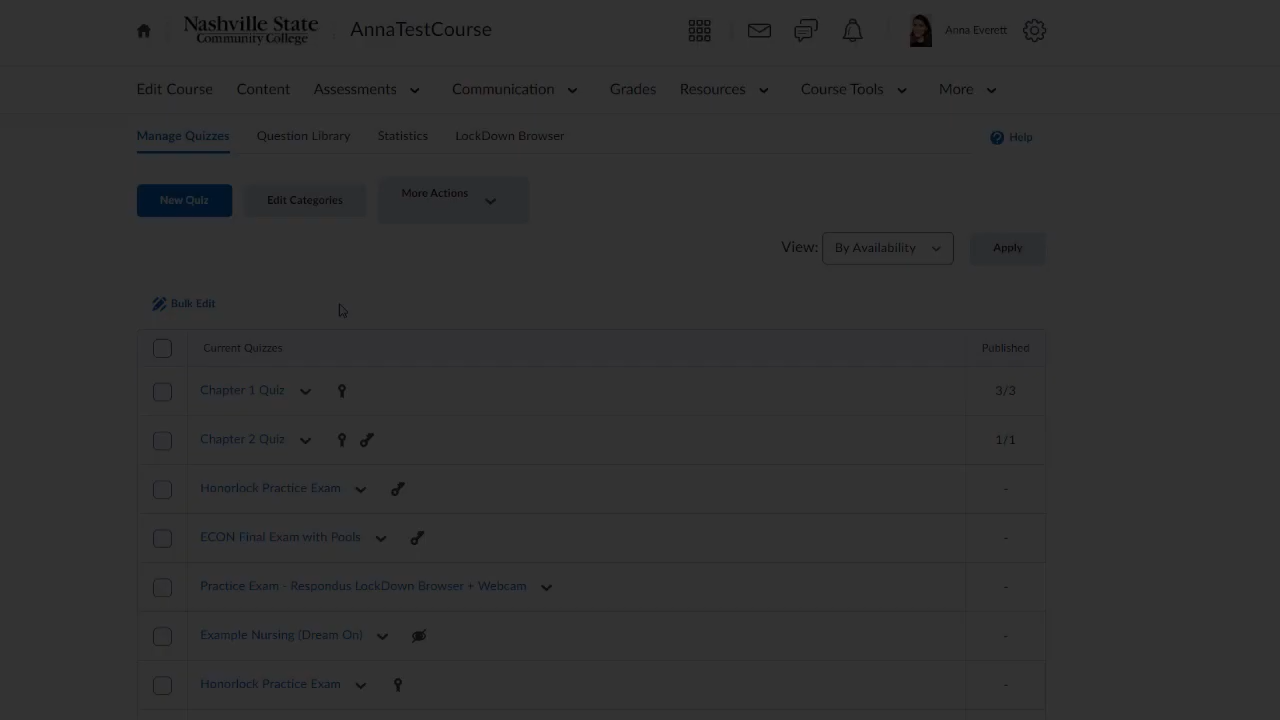 Nashville State
Community College
AnnaTestCourse
Anna Everett
Edit Course Content Assessments Communication Grades Resources Course Tools More
Manage Quizzes Question Library Statistics LockDown Browser Help
New Quiz Edit Categories More Actions
View: By Availability Apply
Bulk Edit
Current Quizzes Published
Chapter 1 Quiz 3/3
Chapter 2 Quiz 1/1
Honorlock Practice Exam -
ECON Final Exam with Pools -
Practice Exam - Respondus LockDown Browser + Webcam -
Example Nursing (Dream On) -
Honorlock Practice Exam -